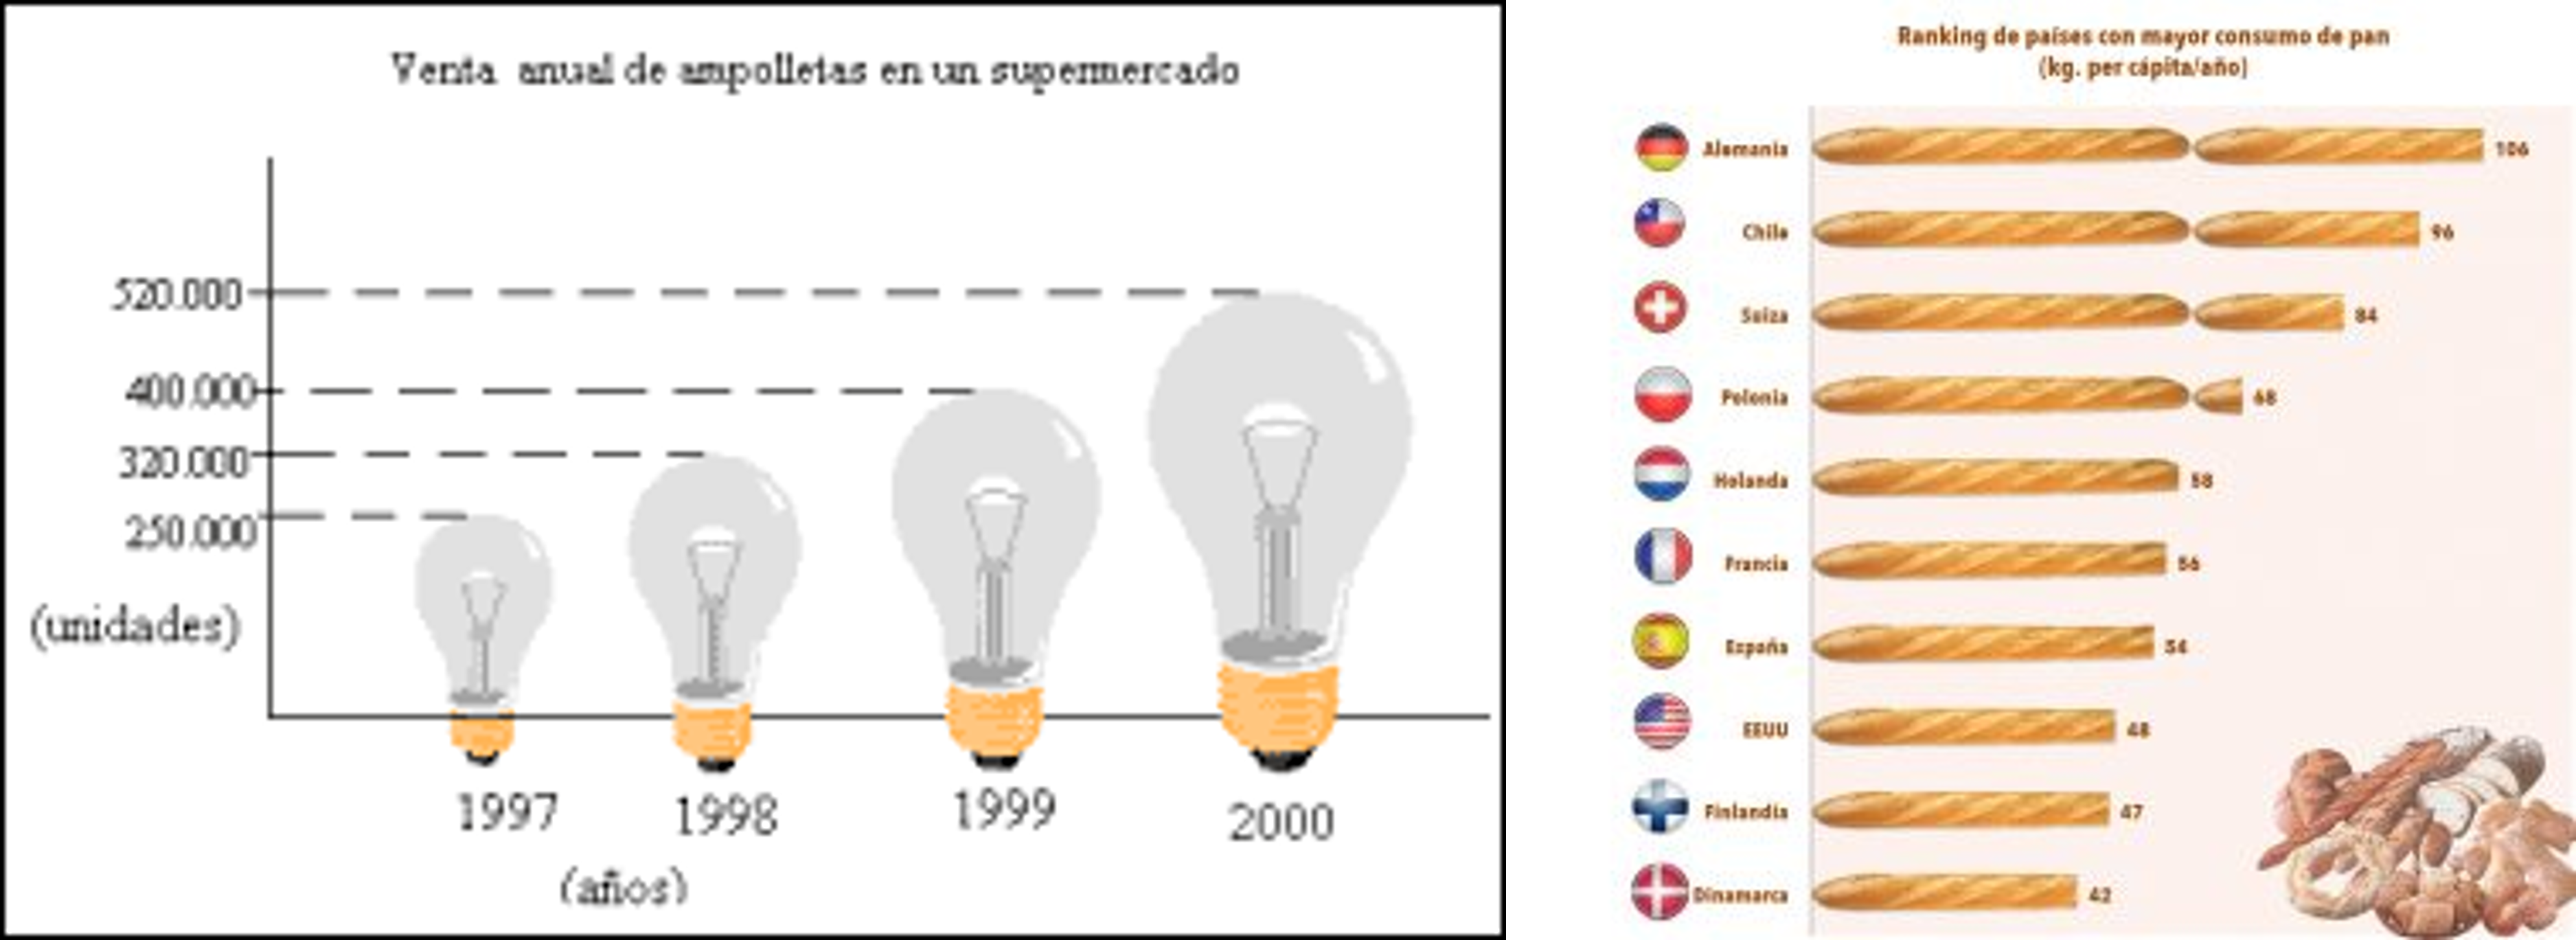 Venta anual de ampolletas en un supermercado
520.000
400.000
320.000
250.000
(unidades)
1997 1998 1999 2000
(años)
Ranking de países con mayor consumo de pan
(kg. per cápita/año)
Alemania 106
Chile 96
Suiza 84
Polonia 68
Holanda 58
Francia 56
España 54
EEUU 48
Finlandia 47
Dinamarca 42